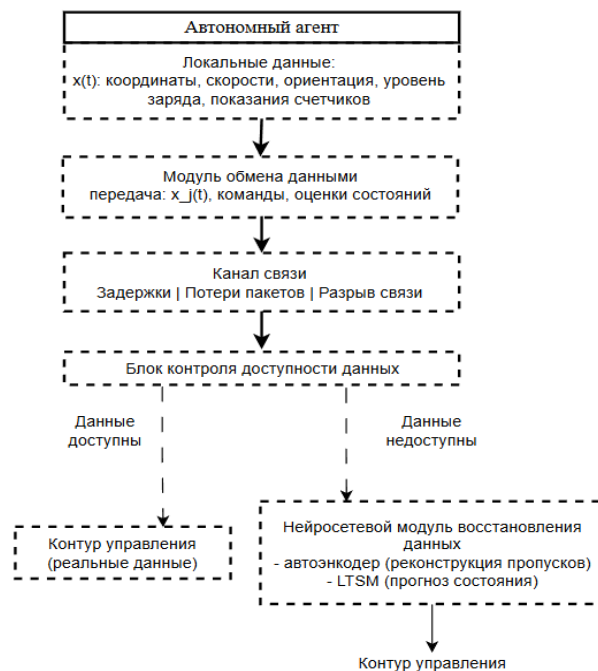 Автономный агент
Локальные данные:
x(t): координаты, скорости, ориентация, уровень
заряда, показания счетчиков
Модуль обмена данными
передача: x_j(t), команды, оценки состояний
Канал связи
Задержки | Потери пакетов | Разрыв связи
Блок контроля доступности данных
Данные
доступны
Данные
недоступны
Контур управления
(реальные данные)
Нейросетевой модуль восстановления
данных
- автоэнкодер (реконструкция пропусков)
- LTSM (прогноз состояния)
Контур управления